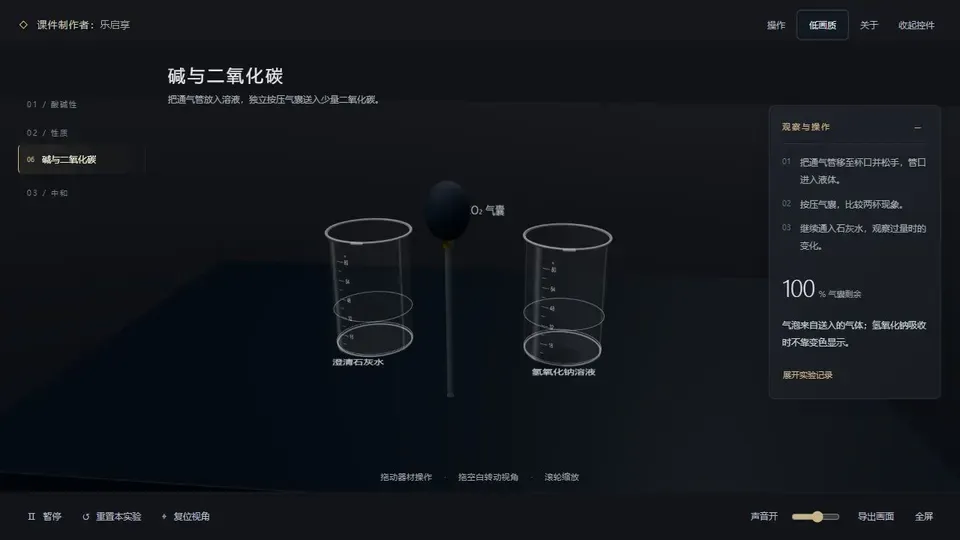 课件制作者：乐启享
操作
低画质
关于
收起控件
碱与二氧化碳
把通气管放入溶液，独立按压气囊送入少量二氧化碳。
01 / 酸碱性
02 / 性质
06 碱与二氧化碳
03 / 中和
观察与操作
01 把通气管移至杯口并松手，管口
进入液体。
02 按压气囊，比较两杯现象。
03 继续通入石灰水，观察过量时的
变化。
100 % 气囊剩余
气泡来自送入的气体；氢氧化钠吸收
时不靠变色显示。
展开实验记录
O₂ 气囊
澄清石灰水
氢氧化钠溶液
拖动器材操作 · 拖空白转动视角 · 滚轮缩放
暂停
重置本实验
复位视角
声音开
导出画面
全屏